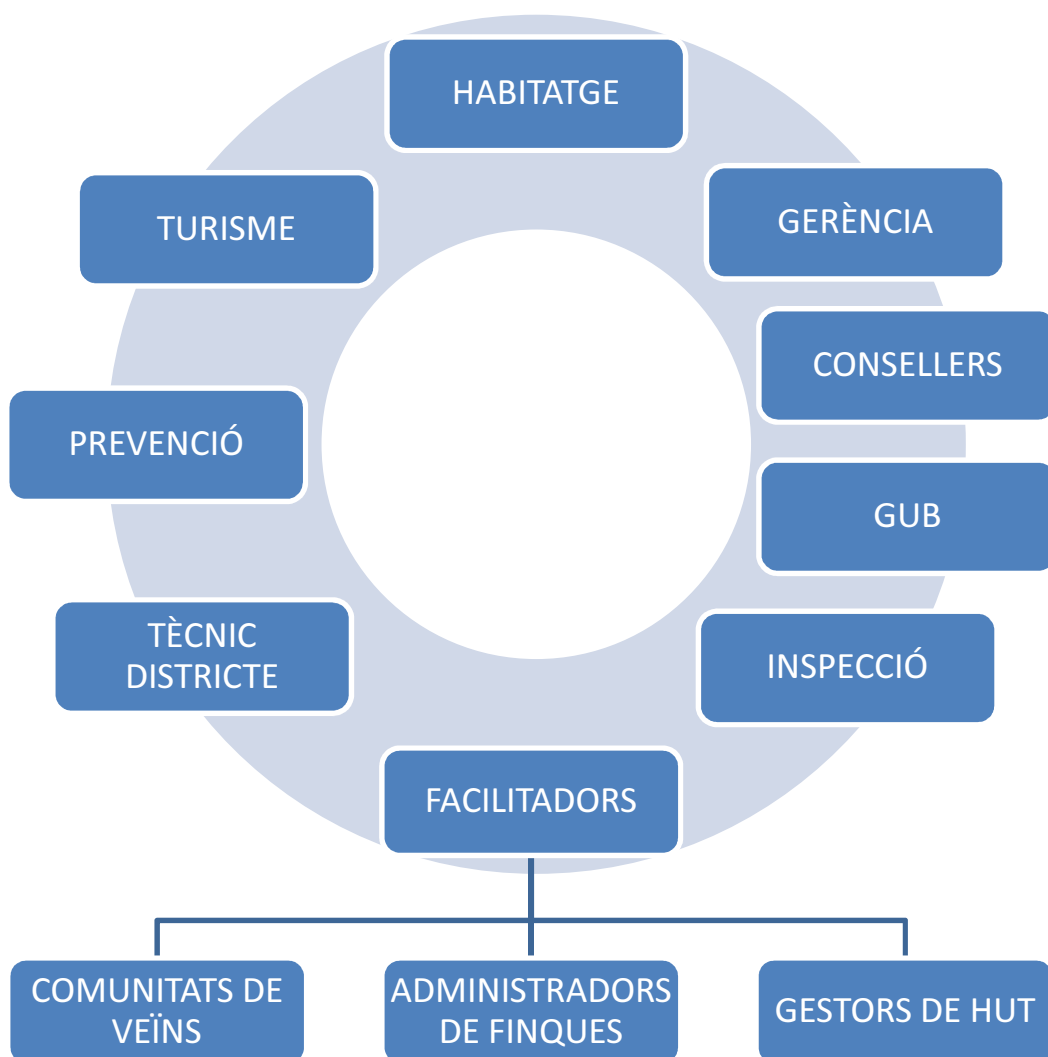 HABITATGE
GERÈNCIA
TURISME
CONSELLERS
PREVENCIÓ
GUB
TÈCNIC
DISTRICTE
INSPECCIÓ
FACILITADORS
COMUNITATS DE
VEÏNS
ADMINISTRADORS
DE FINQUES
GESTORS DE HUT